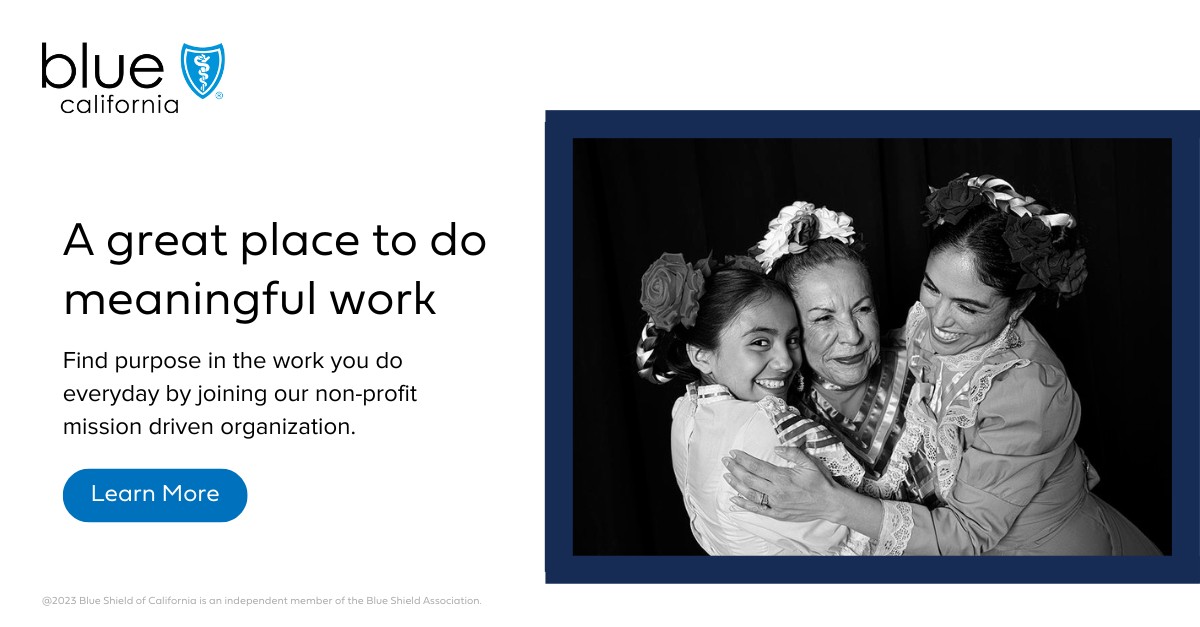 blue
california
A great place to do
meaningful work
Find purpose in the work you do
everyday by joining our non-profit
mission driven organization.
Learn More
@2023 Blue Shield of California is an independent member of the Blue Shield Association.